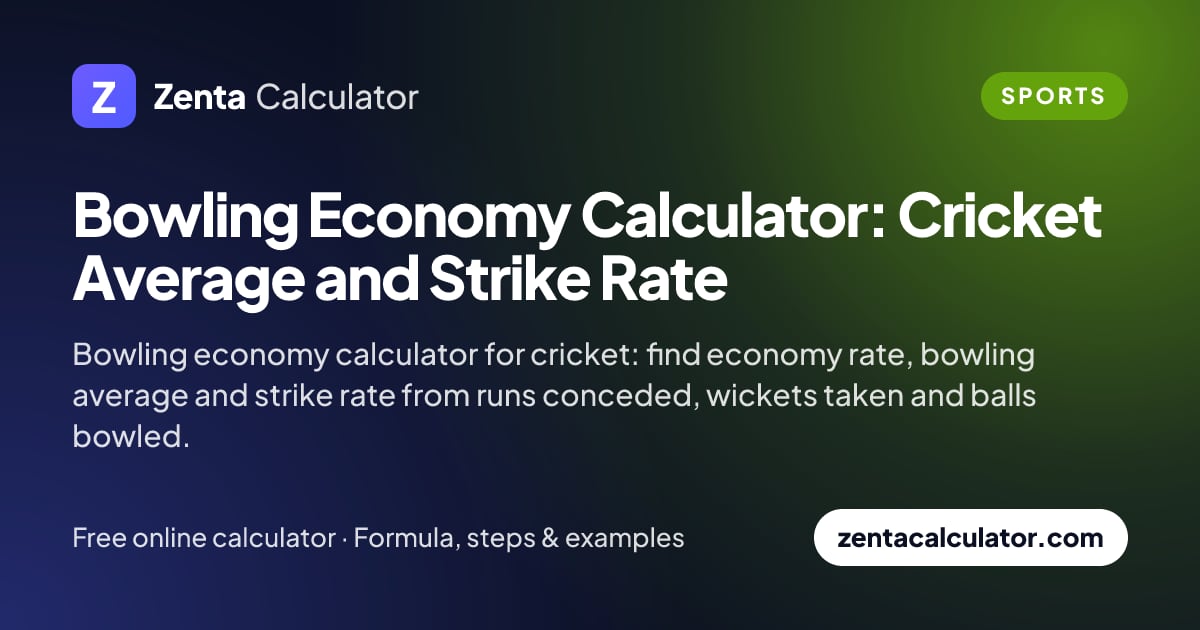 Z
Zenta Calculator
SPORTS
Bowling Economy Calculator: Cricket
Average and Strike Rate
Bowling economy calculator for cricket: find economy rate, bowling
average and strike rate from runs conceded, wickets taken and balls
bowled.
Free online calculator · Formula, steps & examples
zentacalculator.com